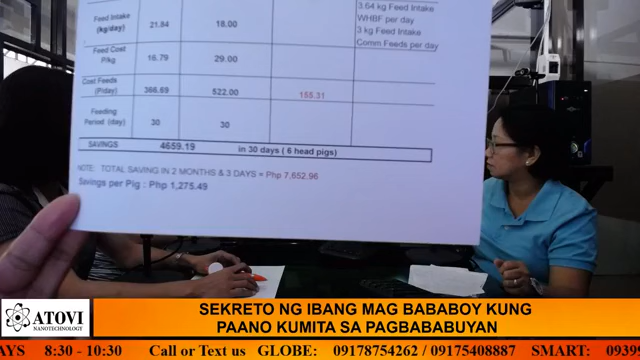 Feed Intake
(kg/day)
21.84
18.00
3.64 kg Feed Intake
WHBF per day
3 kg Feed Intake
Comm Feeds per day
Feed Cost
P/kg
16.79
29.00
Cost Feeds
(P/day)
366.69
522.00
155.31
Feeding
Period (day)
30
30
SAVINGS
4659.19
in 30 days ( 6 head pigs)
NOTE: TOTAL SAVING IN 2 MONTHS & 3 DAYS = Php 7,652.96
Savings per Pig : Php 1,275.49
ATOVI
NANOTECHNOLOGY
SEKRETO NG IBANG MAG BABABOY KUNG
PAANO KUMITA SA PAGBABABUYAN
AYS 8:30 - 10:30 Call or Text us GLOBE: 09178754262 / 09175408887 SMART: 0939